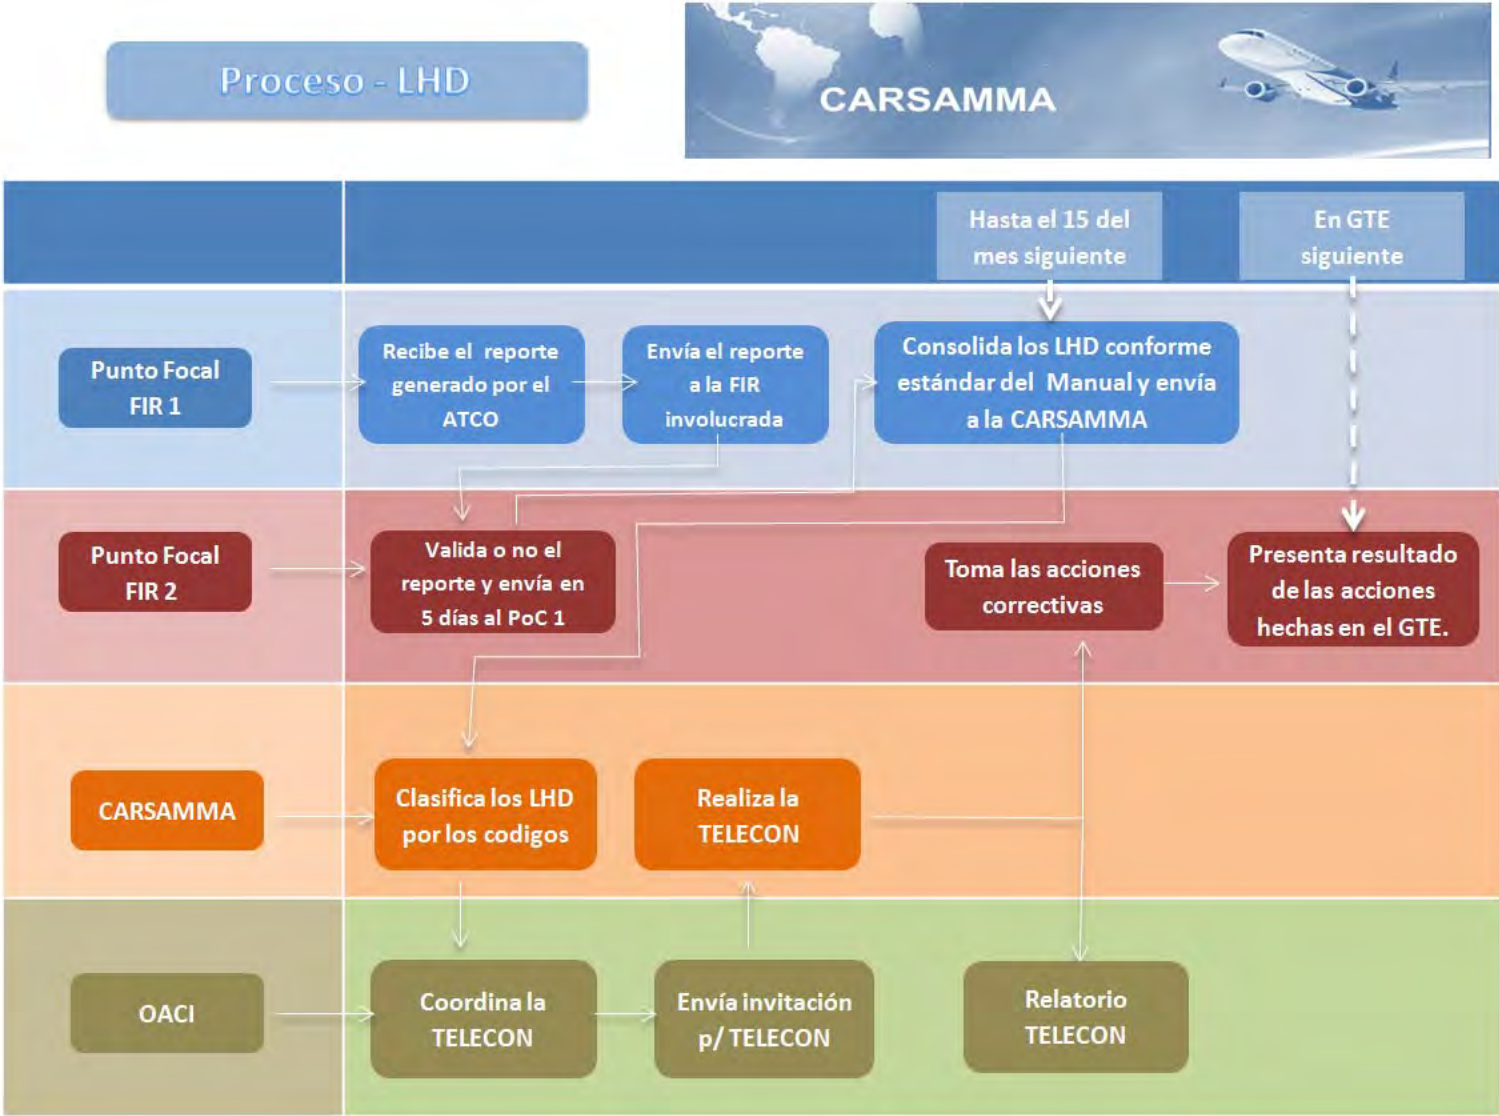 Proceso - LHD
CARSAMMA
Hasta el 15 del
mes siguiente
En GTE
siguiente
Punto Focal
FIR 1
Recibe el reporte
generado por el
ATCO
Envía el reporte
a la FIR
involucrada
Consolida los LHD conforme
estándar del Manual y envía
a la CARSAMMA
Punto Focal
FIR 2
Valida o no el
reporte y envía en
5 días al PoC 1
Toma las acciones
correctivas
Presenta resultado
de las acciones
hechas en el GTE.
CARSAMMA
Clasifica los LHD
por los codigos
Realiza la
TELECON
OACI
Coordina la
TELECON
Envía invitación
p/ TELECON
Relatorio
TELECON